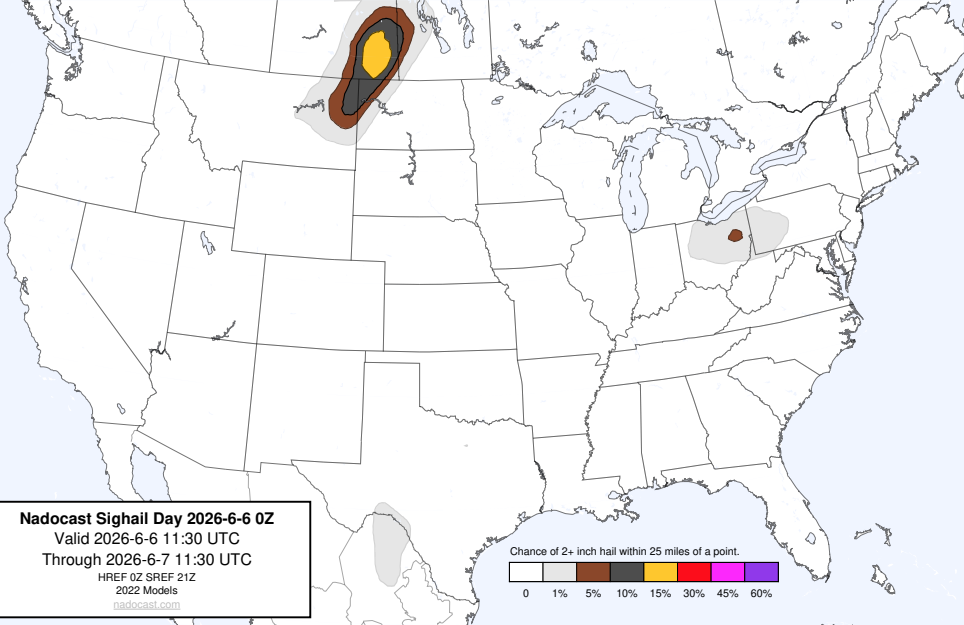 Nadocast Sighail Day 2026-6-6 0Z
Valid 2026-6-6 11:30 UTC
Through 2026-6-7 11:30 UTC
HREF 0Z SREF 21Z
2022 Models
nadocast.com
Chance of 2+ inch hail within 25 miles of a point.
0 1% 5% 10% 15% 30% 45% 60%